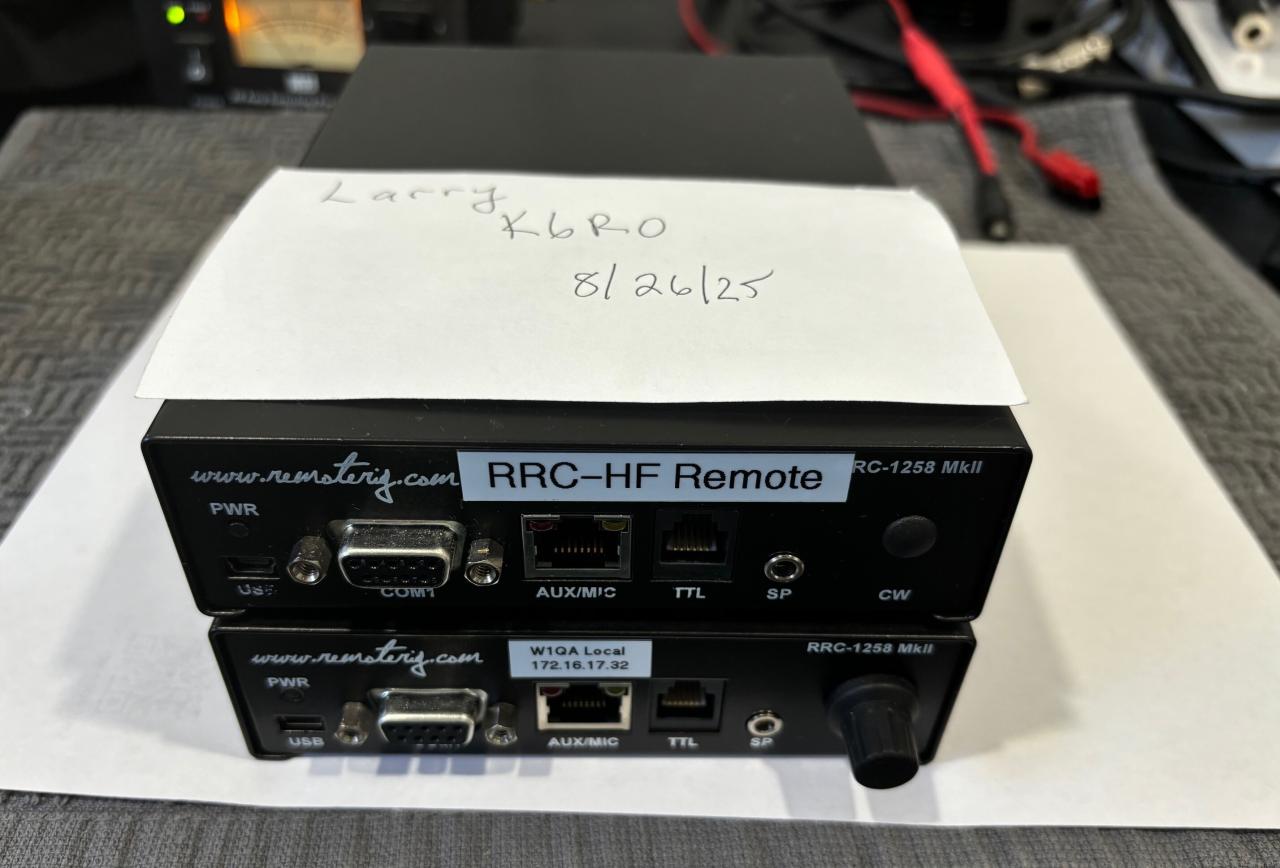 Larry
K6RO
8/26/25
www.remoterig.com
RRC-HF Remote
RC-1258 MkII
PWR
USB
COM1
AUX/MIC
TTL
SP
CW
www.remoterig.com
W1QA Local
172.16.17.32
RRC-1258 MkII
PWR
USB
AUX/MIC
TTL
SP